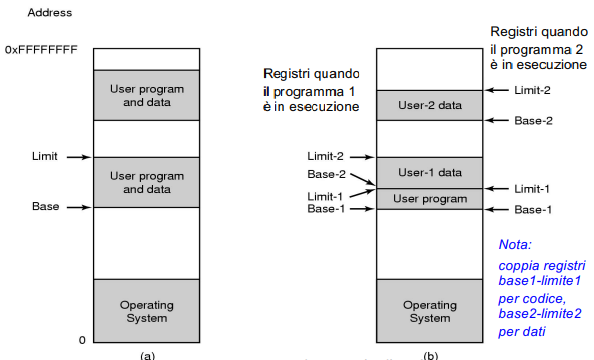 Address
0xFFFFFFFF
User program
and data
Limit
User program
and data
Base
Operating
System
0
(a)
Registri quando
il programma 1
è in esecuzione
Registri quando
il programma 2
è in esecuzione
Limit-2
User-2 data
Base-2
Limit-2
Base-2
User-1 data
Limit-1
Limit-1
User program
Base-1
Base-1
Operating
System
(b)
Nota:
coppia registri
base1-limite1
per codice,
base2-limite2
per dati